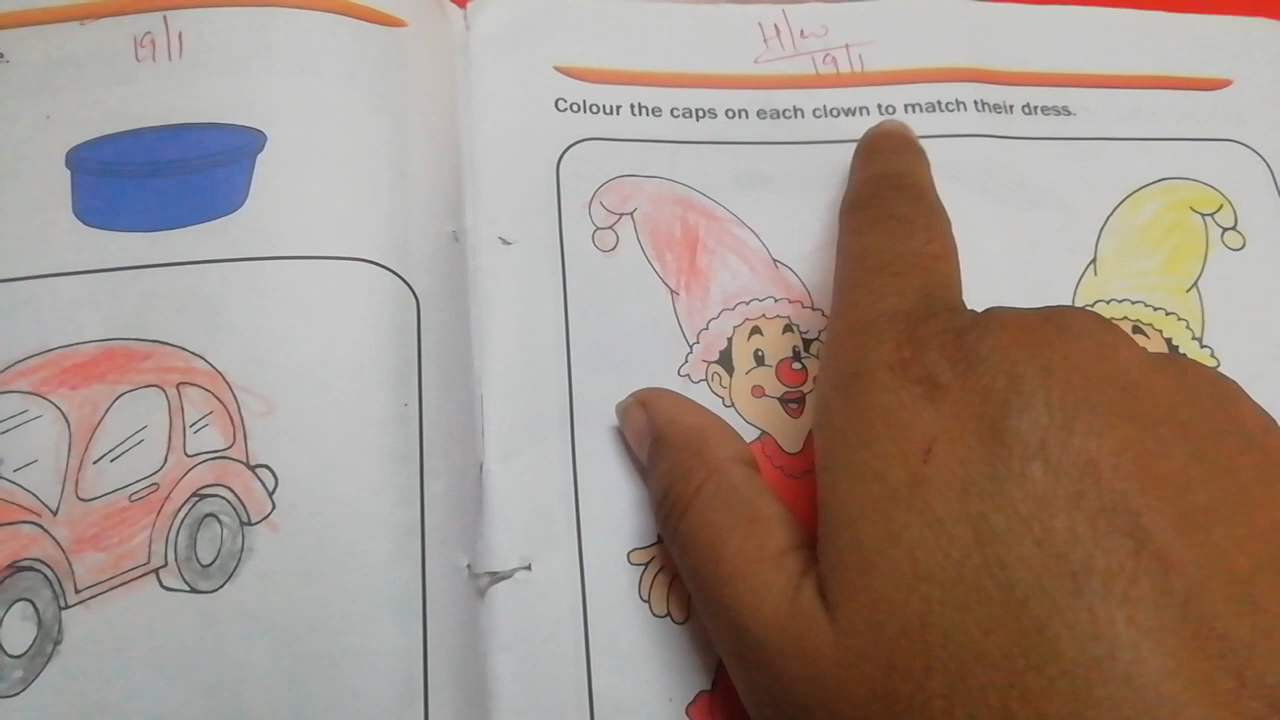 19/1
H/w
19/1
Colour the caps on each clown to match their dress.